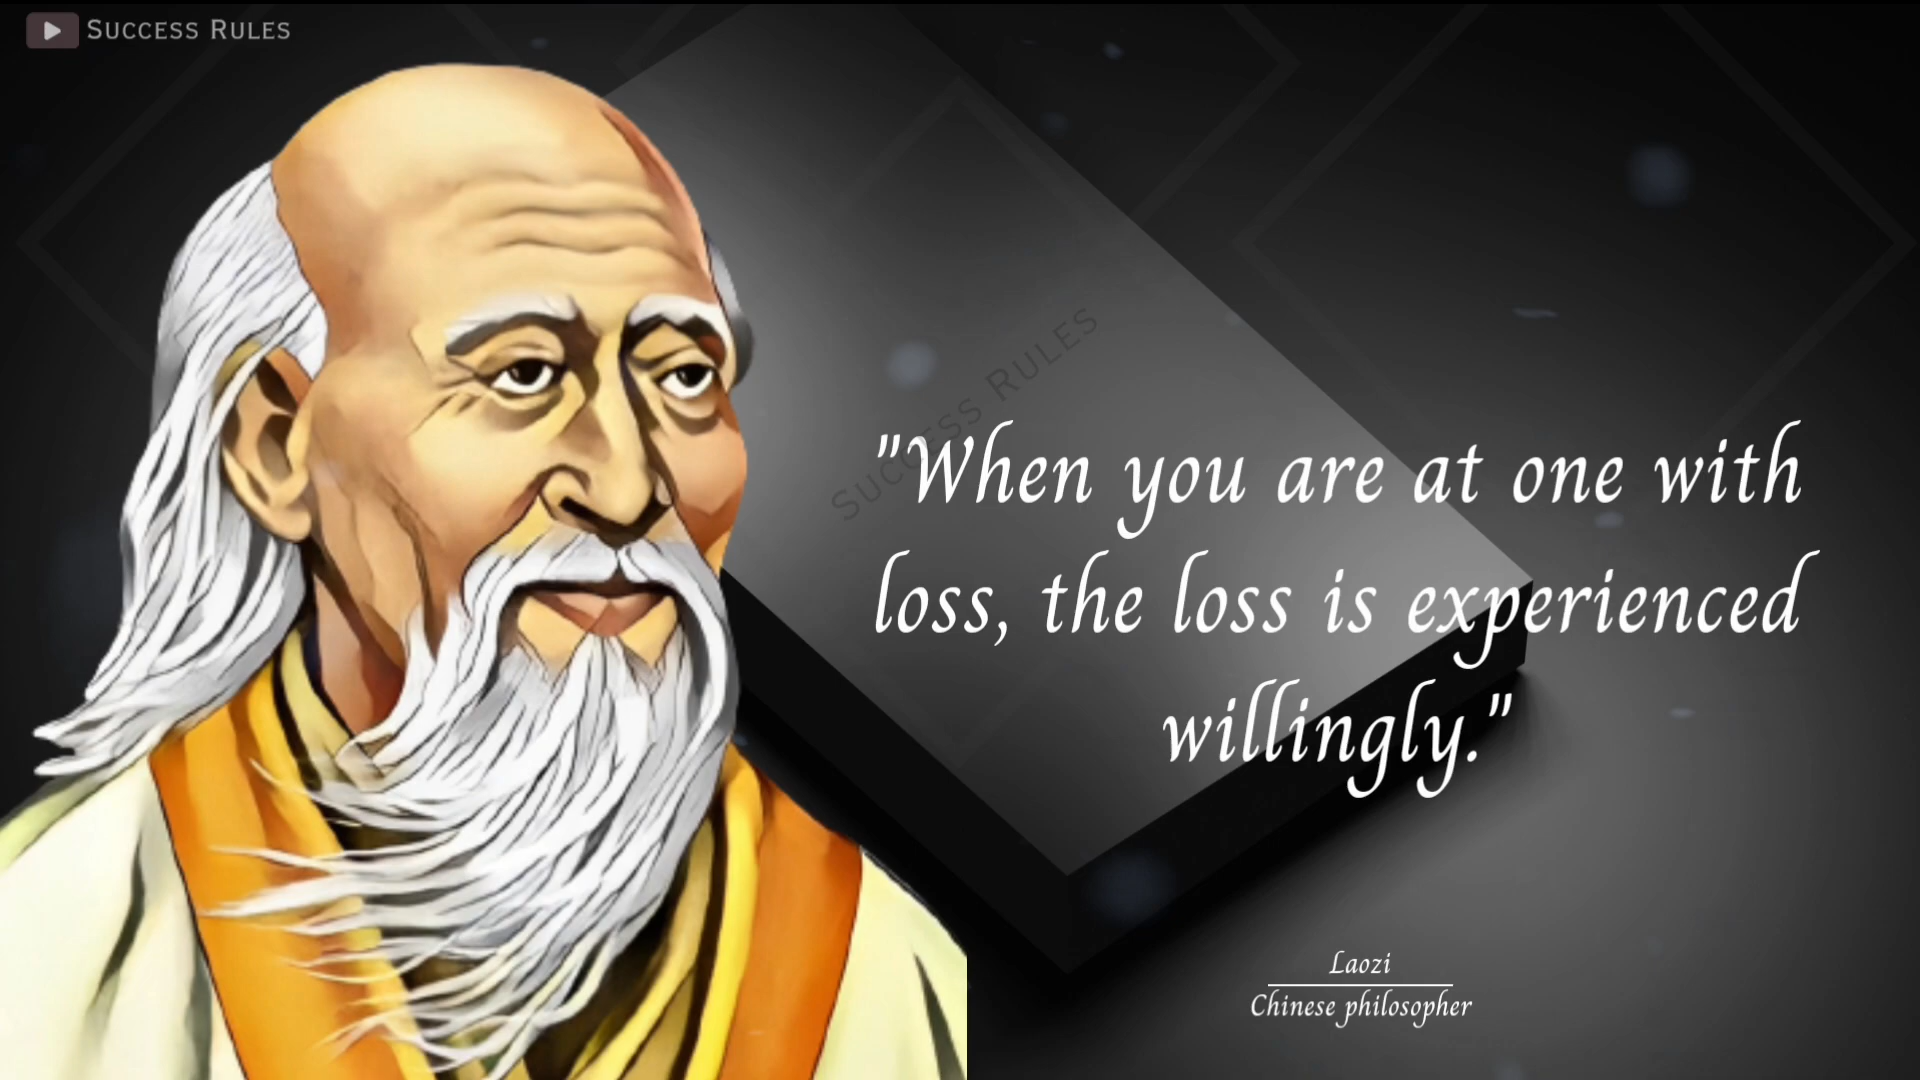 Success Rules
Success Rules
"When you are at one with
loss, the loss is experienced
willingly."
Laozi
Chinese philosopher